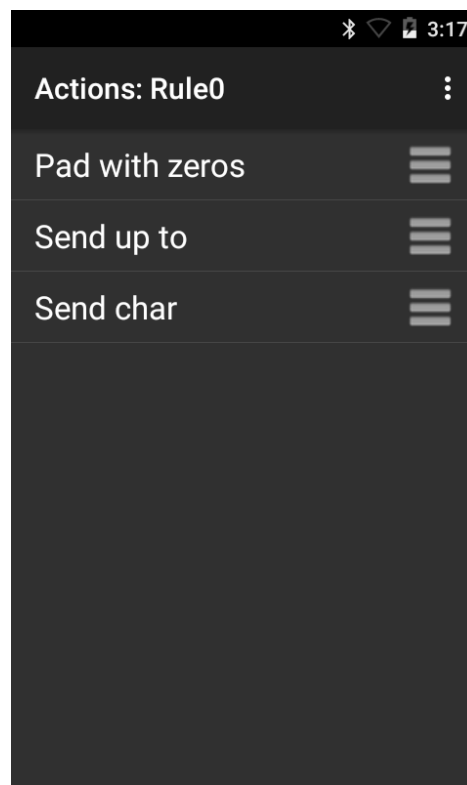 3:17
Actions: Rule0
Pad with zeros
Send up to
Send char